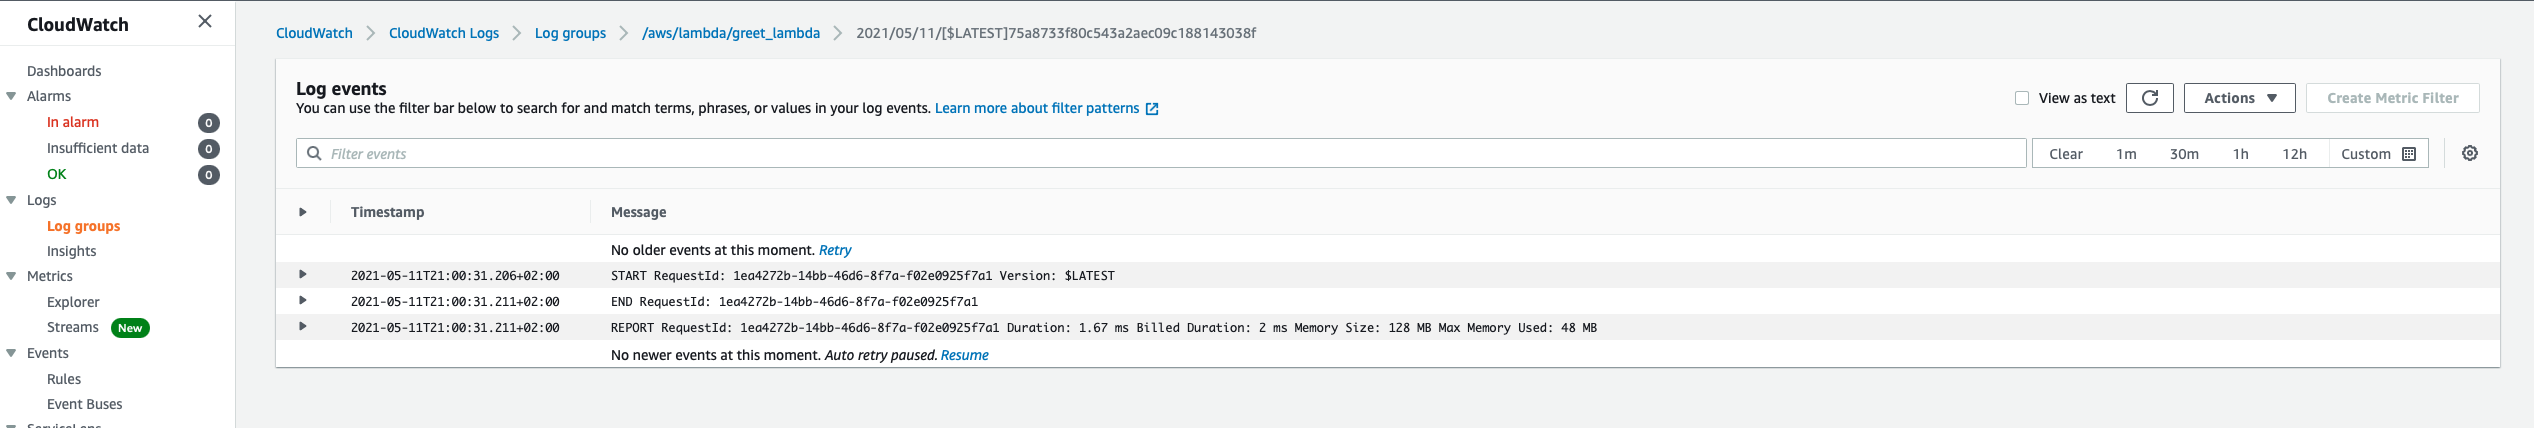 CloudWatch
Dashboards
Alarms
In alarm 0
Insufficient data 0
OK 0
Logs
Log groups
Insights
Metrics
Explorer
Streams New
Events
Rules
Event Buses
CloudWatch CloudWatch Logs Log groups /aws/lambda/greet_lambda 2021/05/11/[$LATEST]75a8733f80c543a2aec09c188143038f
Log events
You can use the filter bar below to search for and match terms, phrases, or values in your log events. Learn more about filter patterns
View as text Actions Create Metric Filter
Filter events Clear 1m 30m 1h 12h Custom
Timestamp Message
No older events at this moment. Retry
2021-05-11T21:00:31.206+02:00 START RequestId: 1ea4272b-14bb-46d6-8f7a-f02e0925f7a1 Version: $LATEST
2021-05-11T21:00:31.211+02:00 END RequestId: 1ea4272b-14bb-46d6-8f7a-f02e0925f7a1
2021-05-11T21:00:31.211+02:00 REPORT RequestId: 1ea4272b-14bb-46d6-8f7a-f02e0925f7a1 Duration: 1.67 ms Billed Duration: 2 ms Memory Size: 128 MB Max Memory Used: 48 MB
No newer events at this moment. Auto retry paused. Resume